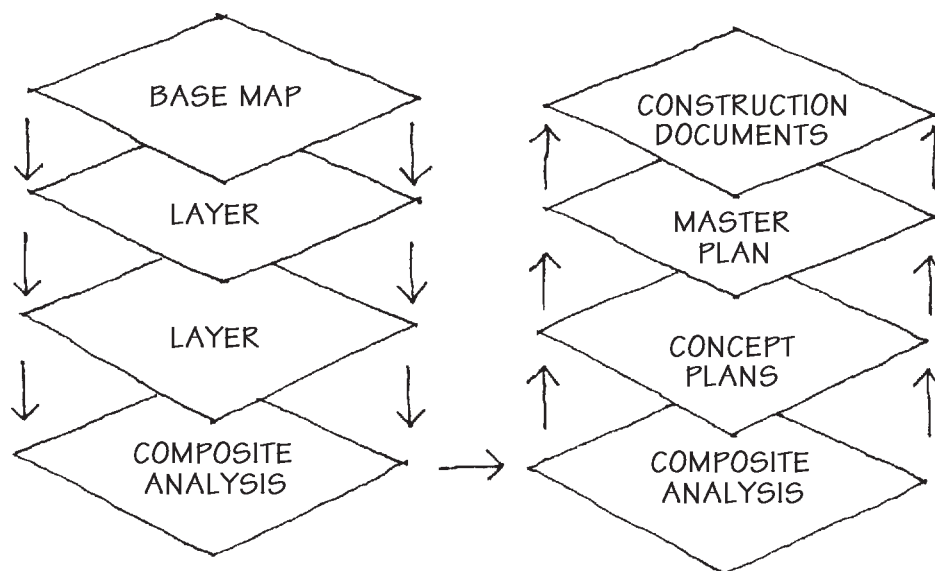 BASE MAP
LAYER
LAYER
COMPOSITE
ANALYSIS
CONSTRUCTION
DOCUMENTS
MASTER
PLAN
CONCEPT
PLANS
COMPOSITE
ANALYSIS